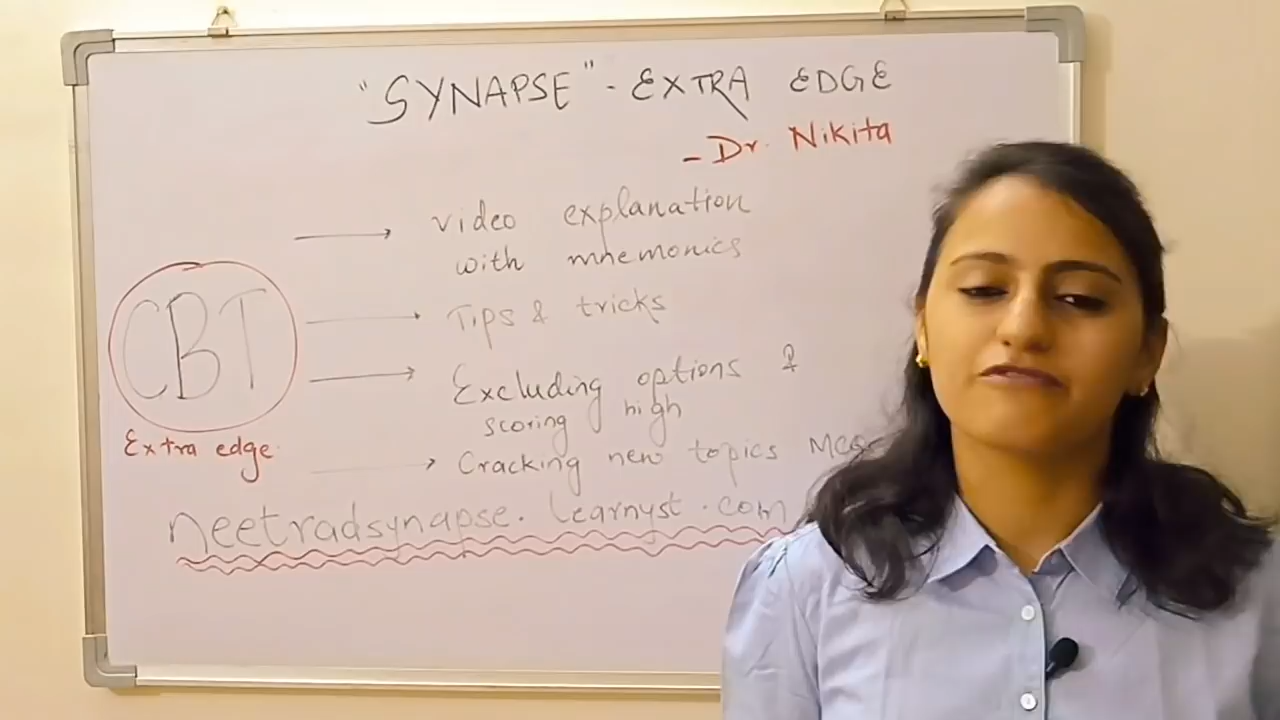 "SYNAPSE" - EXTRA EDGE
- Dr. Nikita
video explanation
with mnemonics
Tips & tricks
CBT
Excluding options &
scoring high
Extra edge
Cracking new topics MCQs
neetradsynapse.learnyst.com